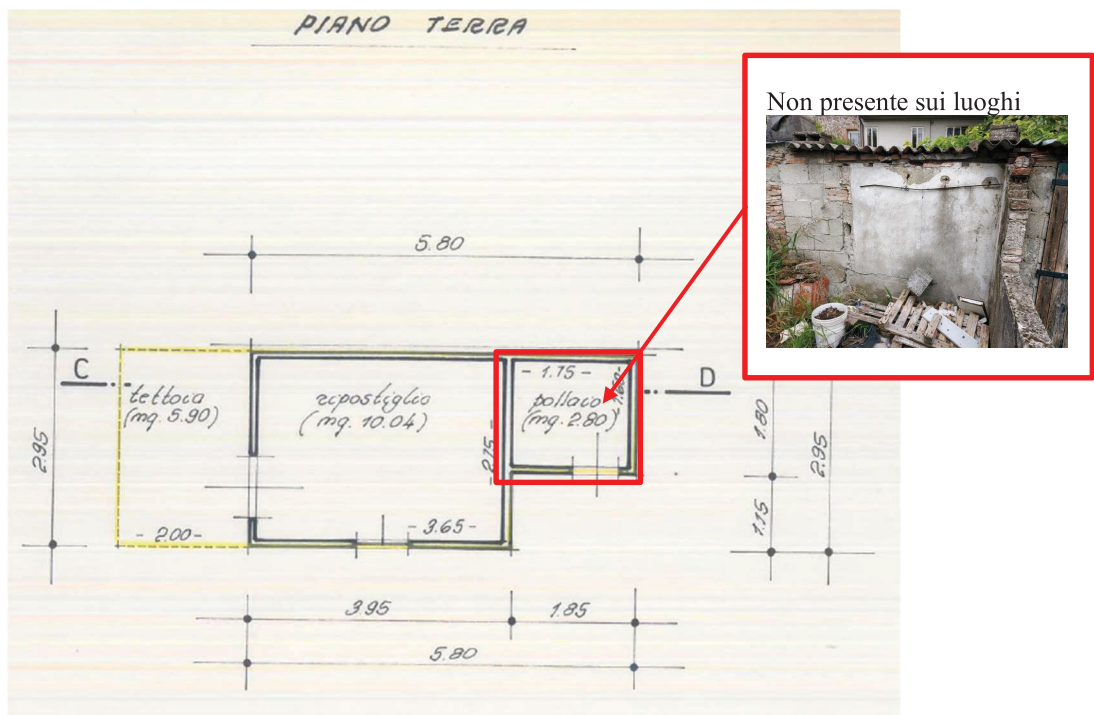 PIANO TERRA
Non presente sui luoghi
5.80
C
D
tettoia
(mq. 5.90)
ripostiglio
(mq. 10.04)
- 1.75 -
1.60-
pollaio
(mq. 2.80)
2.95
- 2.75 -
1.80
2.95
1.15
- 2.00 -
- 3.65 -
3.95
1.85
5.80